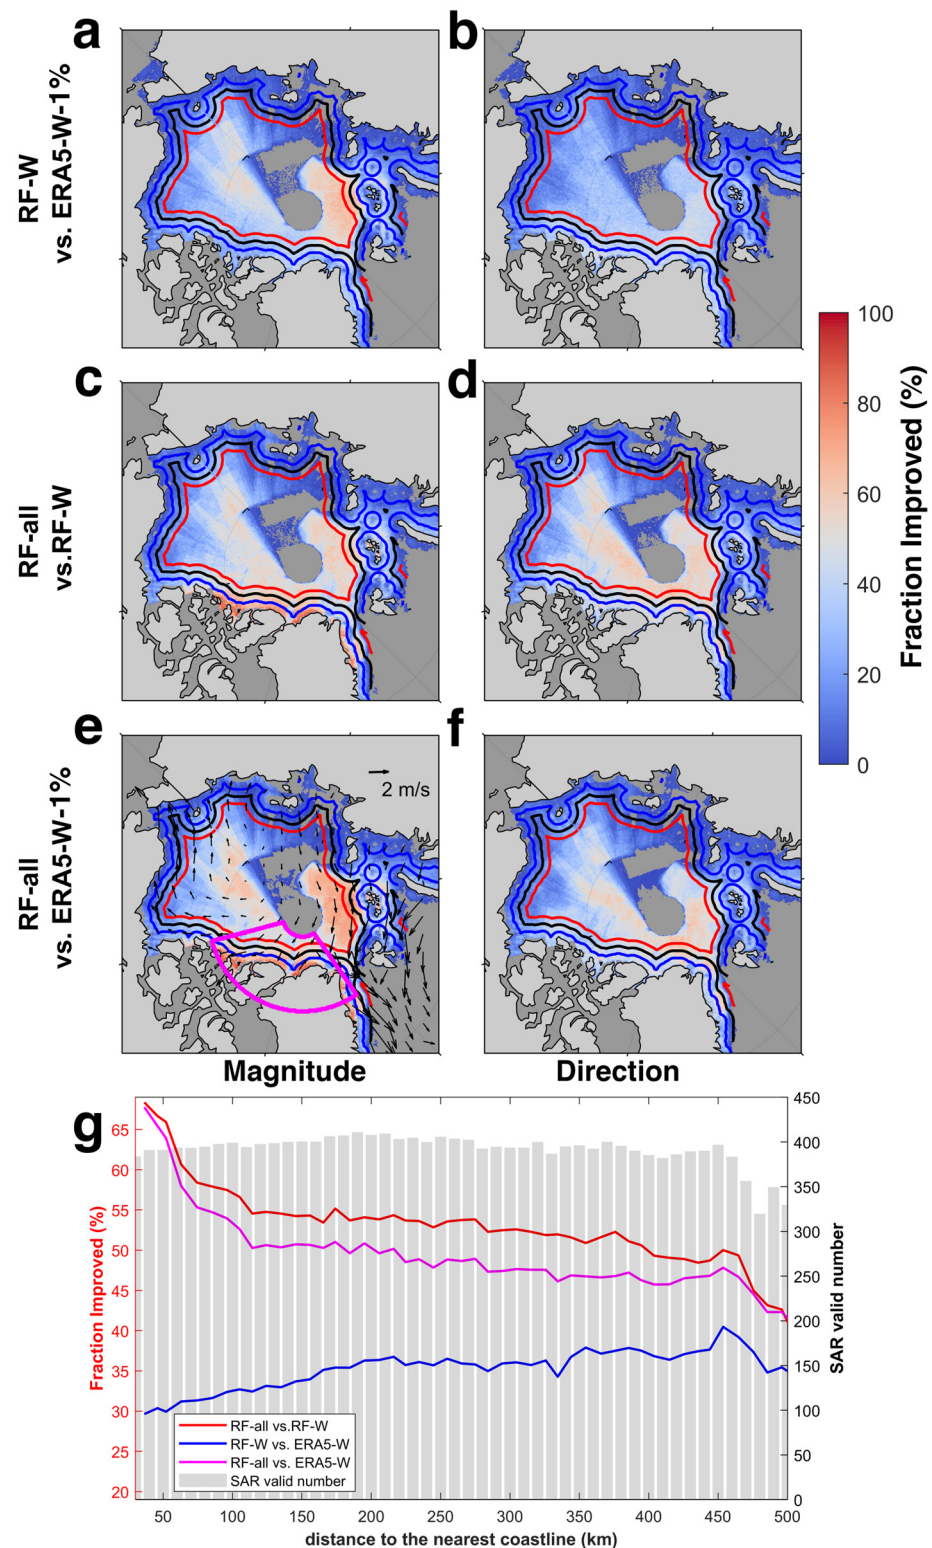 a
b
RF-W
vs. ERA5-W-1%
c
d
RF-all
vs.RF-W
100
80
60
40
20
0
Fraction Improved (%)
e
f
RF-all
vs. ERA5-W-1%
2 m/s
Magnitude
Direction
g
65
60
55
50
45
40
35
30
25
20
Fraction Improved (%)
450
400
350
300
250
200
150
100
50
0
SAR valid number
RF-all vs.RF-W
RF-W vs. ERA5-W
RF-all vs. ERA5-W
SAR valid number
50 100 150 200 250 300 350 400 450 500
distance to the nearest coastline (km)